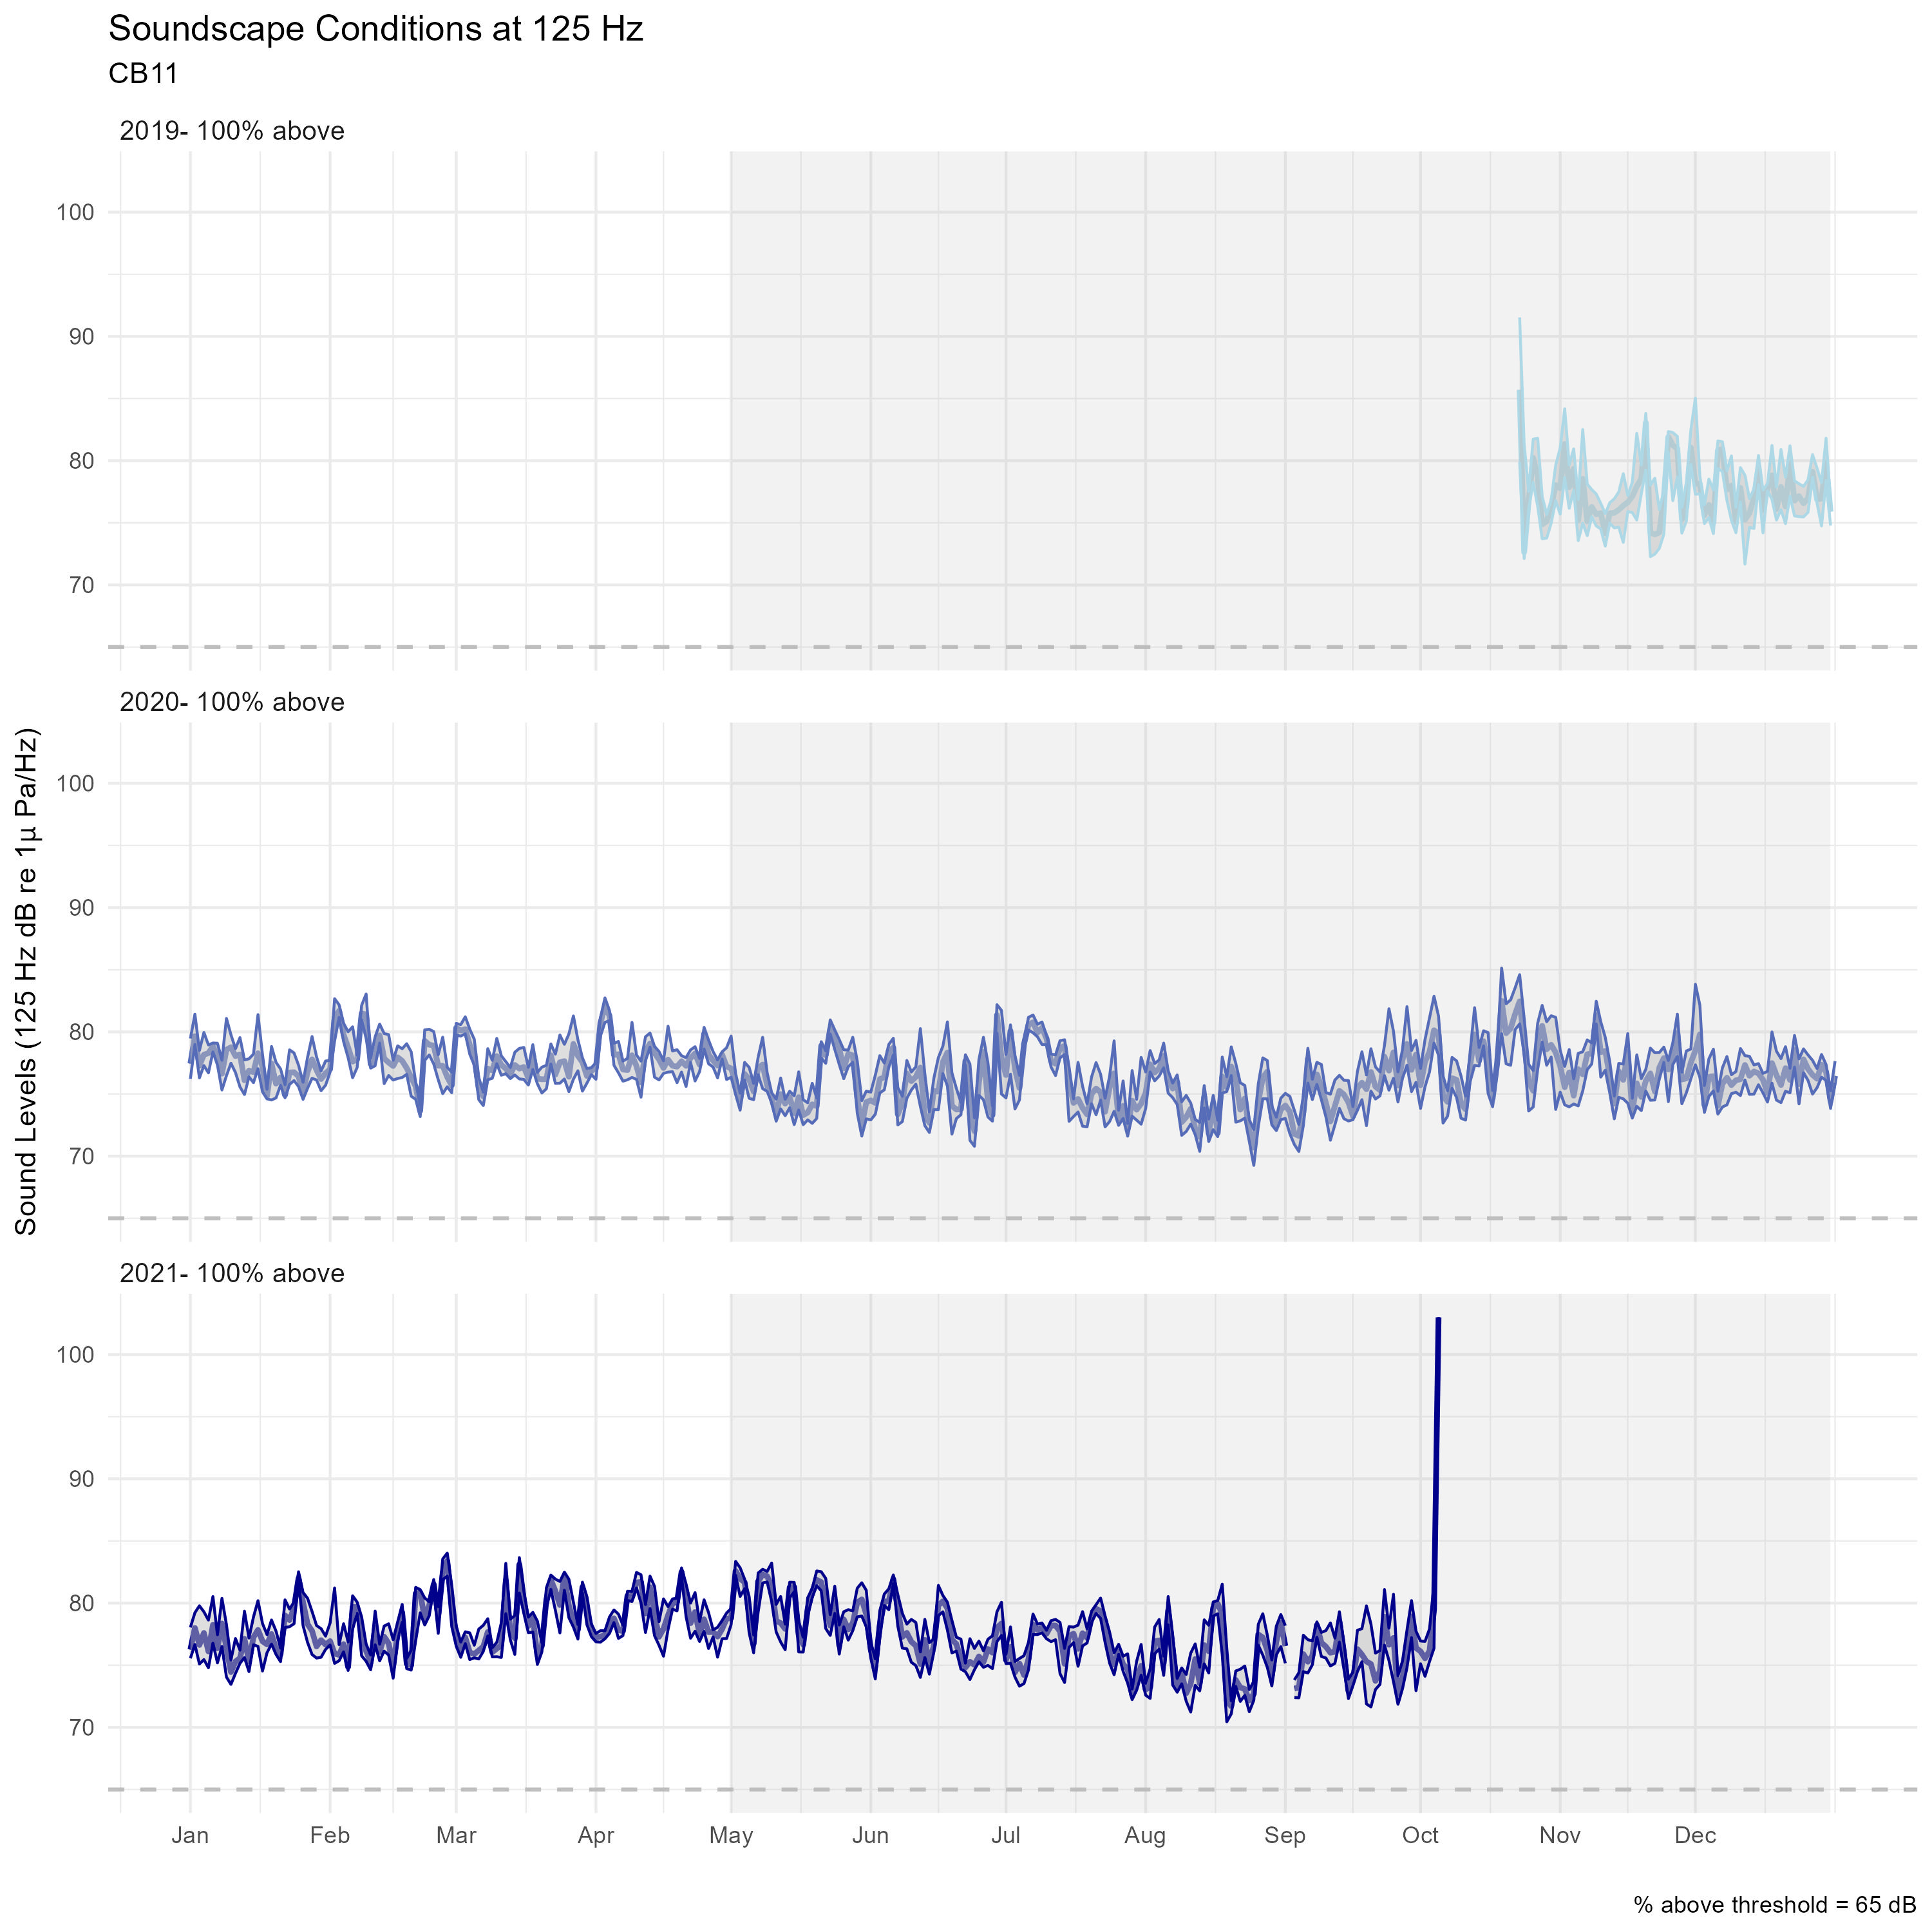 Soundscape Conditions at 125 Hz
CB11
2019- 100% above
100
90
80
70
2020- 100% above
100
90
80
70
2021- 100% above
100
90
80
70
Sound Levels (125 Hz dB re 1µ Pa/Hz)
Jan Feb Mar Apr May Jun Jul Aug Sep Oct Nov Dec
% above threshold = 65 dB